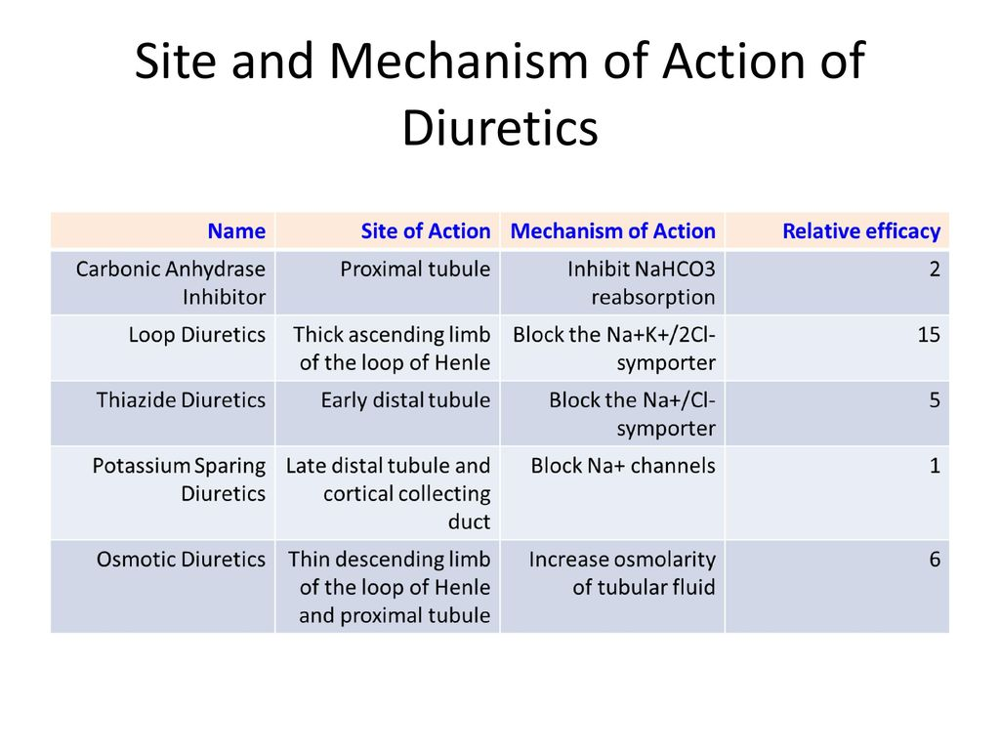 Site and Mechanism of Action of
Diuretics
Name Site of Action Mechanism of Action Relative efficacy
Carbonic Anhydrase Inhibitor Proximal tubule Inhibit NaHCO3 reabsorption 2
Loop Diuretics Thick ascending limb of the loop of Henle Block the Na+K+/2Cl- symporter 15
Thiazide Diuretics Early distal tubule Block the Na+/Cl- symporter 5
Potassium Sparing Diuretics Late distal tubule and cortical collecting duct Block Na+ channels 1
Osmotic Diuretics Thin descending limb of the loop of Henle and proximal tubule Increase osmolarity of tubular fluid 6